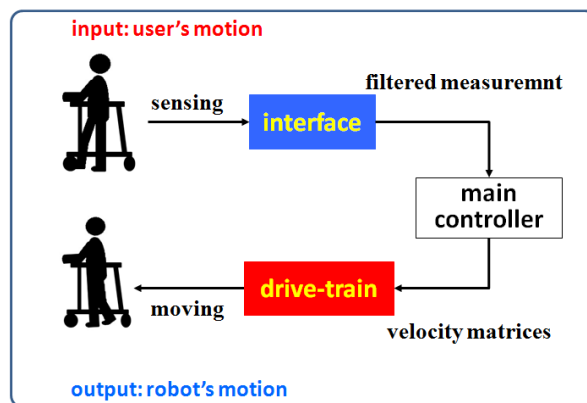 input: user's motion
sensing
interface
filtered measuremnt
main
controller
drive-train
moving
velocity matrices
output: robot's motion